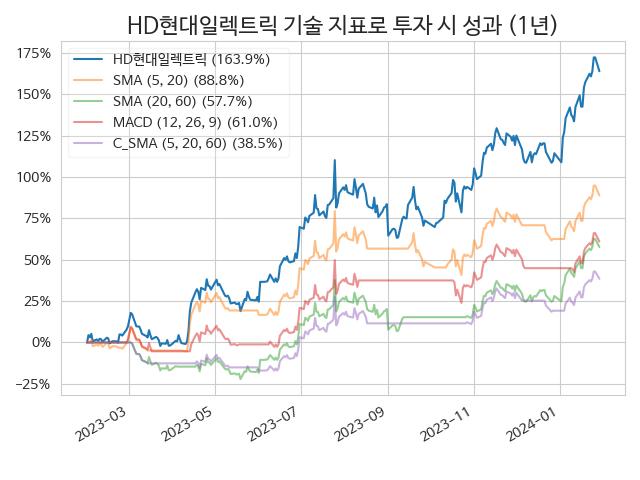 HD현대일렉트릭 기술 지표로 투자 시 성과 (1년)
175%
150%
125%
100%
75%
50%
25%
0%
−25%
HD현대일렉트릭 (163.9%)
SMA (5, 20) (88.8%)
SMA (20, 60) (57.7%)
MACD (12, 26, 9) (61.0%)
C_SMA (5, 20, 60) (38.5%)
2023−03
2023−05
2023−07
2023−09
2023−11
2024−01